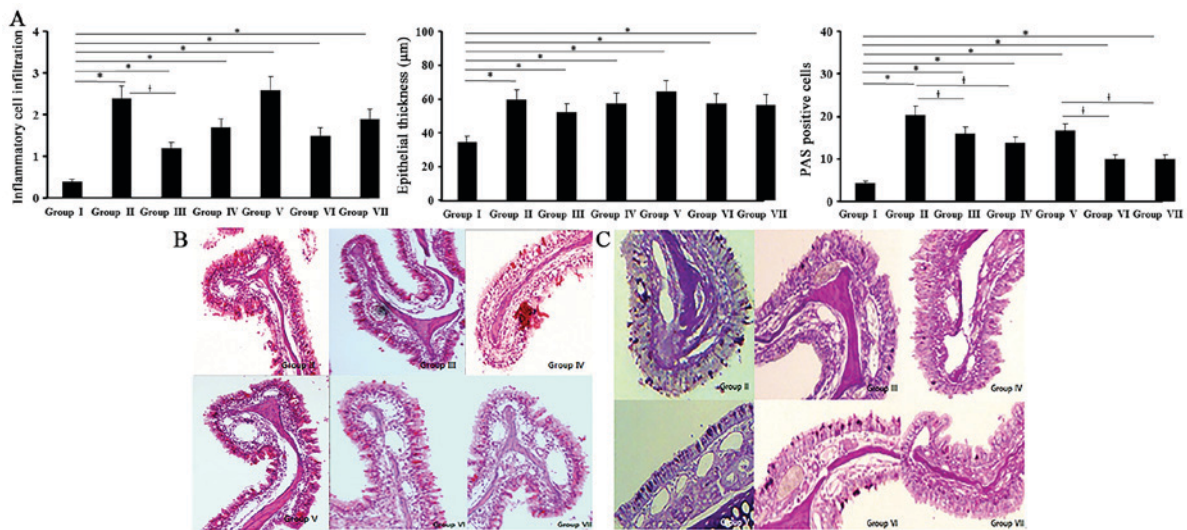 A
Inflammatory cell infiltration
4
3
2
1
0
* * * * * * †
Group I Group II Group III Group IV Group V Group VI Group VII
Epithelial thickness (μm)
100
80
60
40
20
0
* * * * * *
Group I Group II Group III Group IV Group V Group VI Group VII
PAS positive cells
40
30
20
10
0
* * * * * * † † † †
Group I Group II Group III Group IV Group V Group VI Group VII
B
Group II
Group III
Group IV
Group V
Group VI
Group VII
C
Group II
Group III
Group IV
Group
Group VI
Group VII